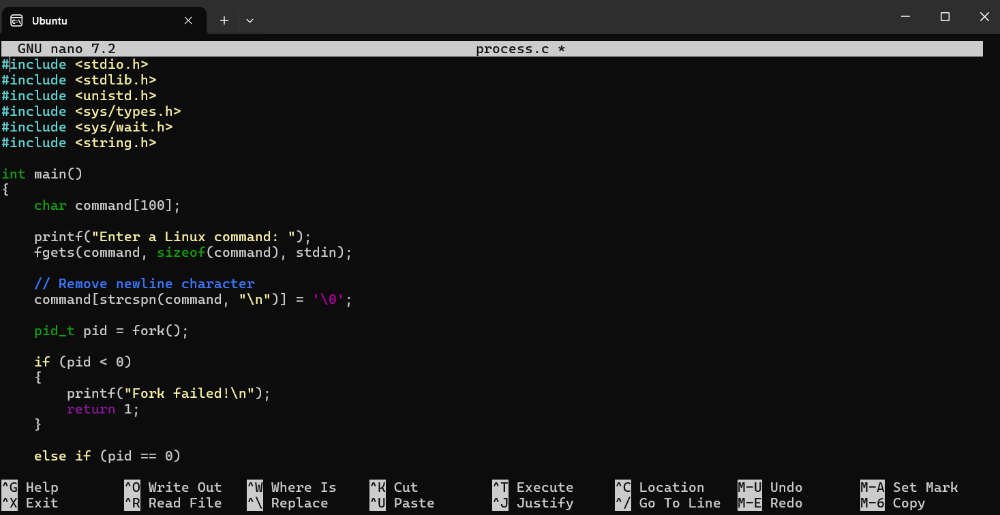 Ubuntu
GNU nano 7.2 process.c *
#include <stdio.h>
#include <stdlib.h>
#include <unistd.h>
#include <sys/types.h>
#include <sys/wait.h>
#include <string.h>
int main()
{
    char command[100];
    printf("Enter a Linux command: ");
    fgets(command, sizeof(command), stdin);
    // Remove newline character
    command[strcspn(command, "\n")] = '\0';
    pid_t pid = fork();
    if (pid < 0)
    {
        printf("Fork failed!\n");
        return 1;
    }
    else if (pid == 0)
^G Help ^O Write Out ^W Where Is ^K Cut ^T Execute ^C Location M-U Undo M-A Set Mark
^X Exit ^R Read File ^\ Replace ^U Paste ^J Justify ^/ Go To Line M-E Redo M-6 Copy